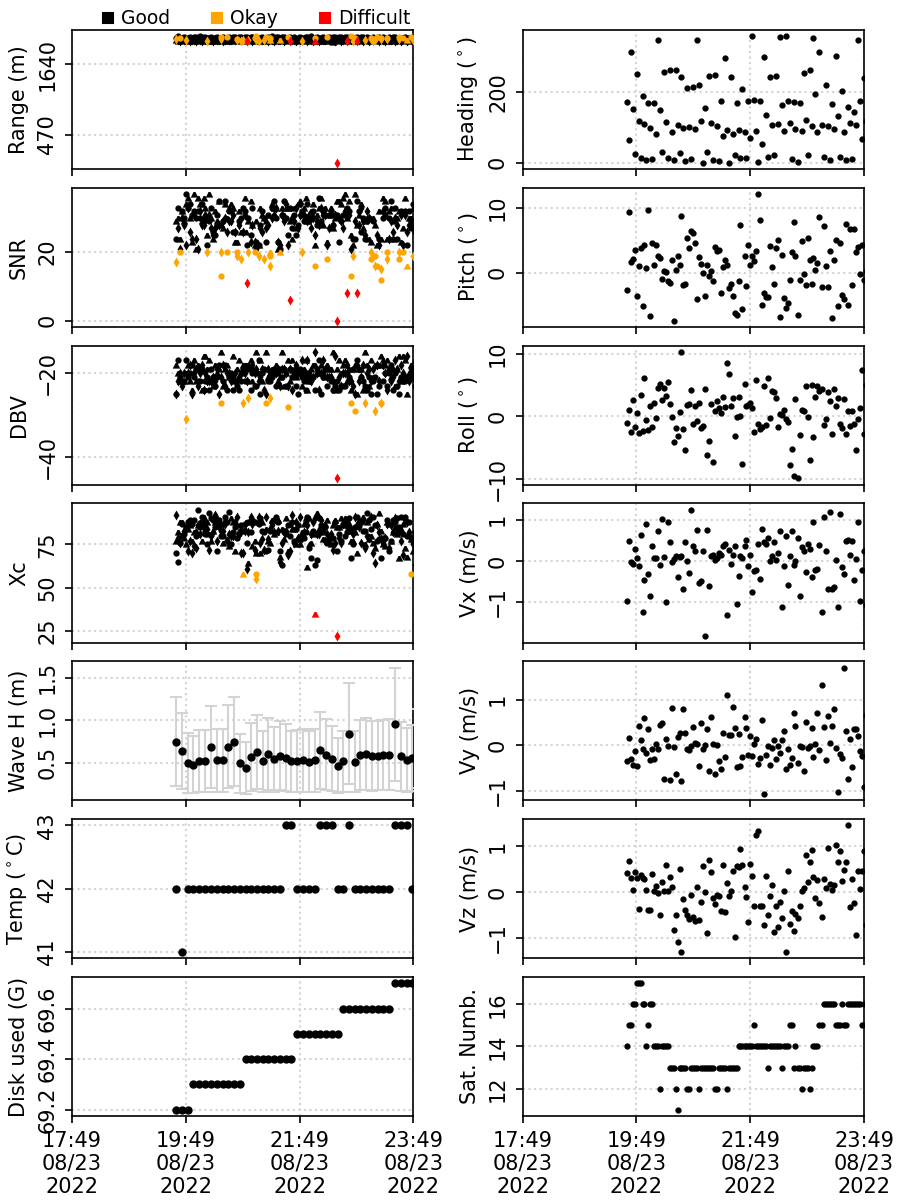 Good Okay Difficult
Range (m)
1640
470
Heading (°)
200
0
SNR
20
0
Pitch (°)
10
0
DBV
−20
−40
Roll (°)
10
0
−10
Xc
75
50
25
Vx (m/s)
1
0
−1
Wave H (m)
1.5
1.0
0.5
Vy (m/s)
1
0
−1
Temp (°C)
43
42
41
Vz (m/s)
1
0
−1
Disk used (G)
69.6
69.4
69.2
Sat. Numb.
16
14
12
17:49 19:49 21:49 23:49
08/23 08/23 08/23 08/23
2022 2022 2022 2022
17:49 19:49 21:49 23:49
08/23 08/23 08/23 08/23
2022 2022 2022 2022